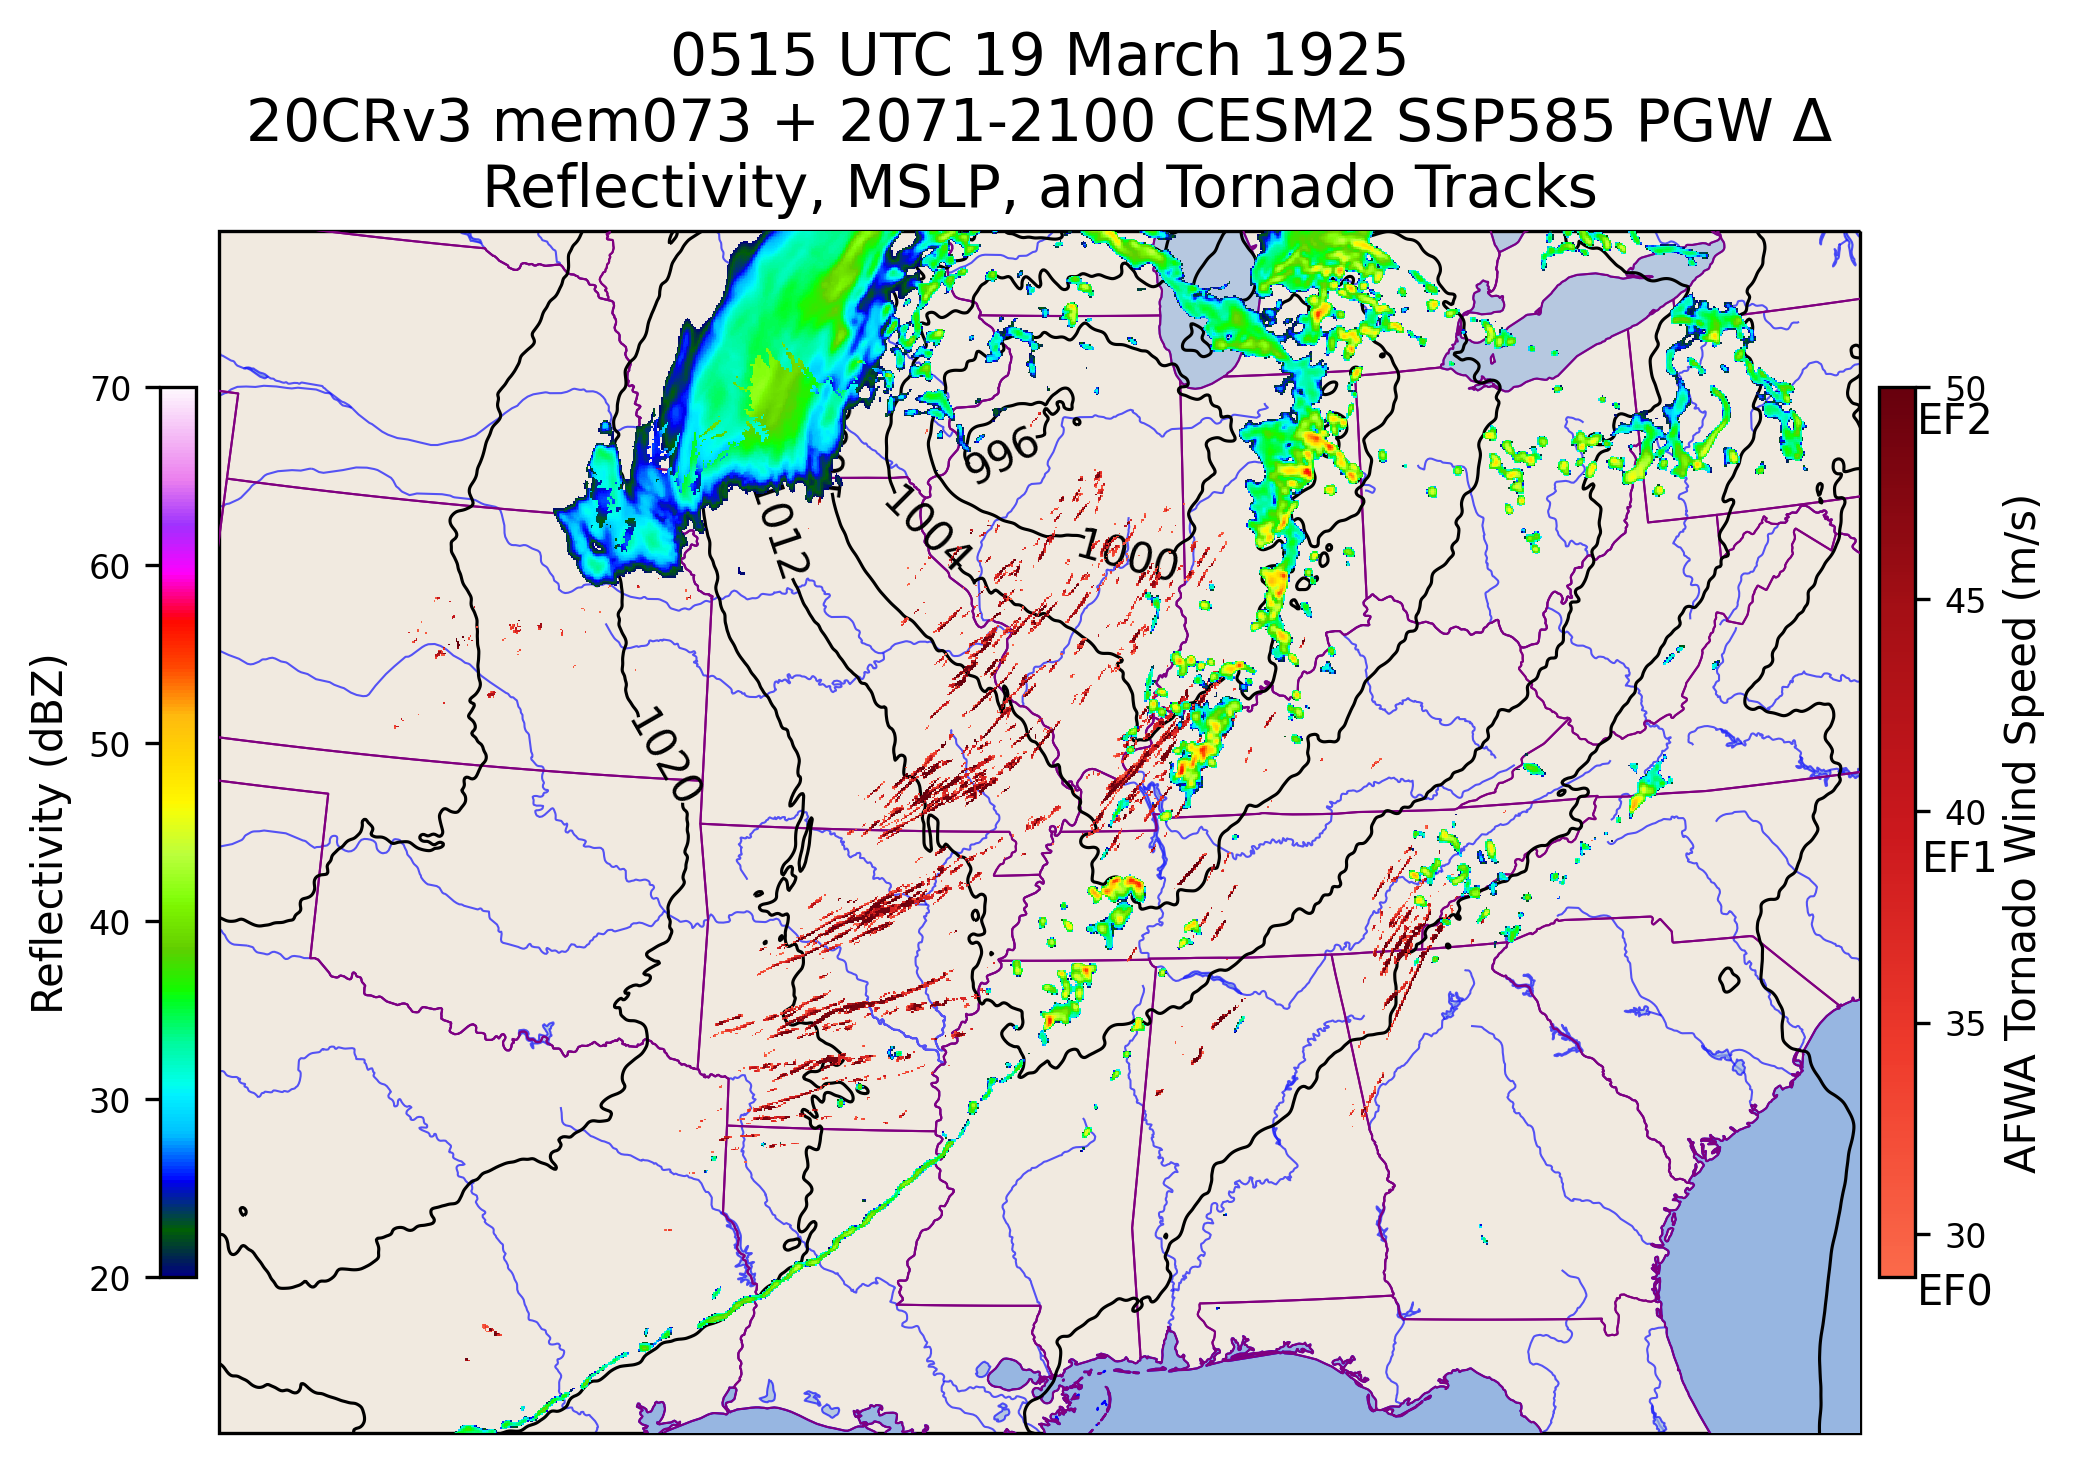 0515 UTC 19 March 1925
20CRv3 mem073 + 2071-2100 CESM2 SSP585 PGW Δ
Reflectivity, MSLP, and Tornado Tracks
Reflectivity (dBZ)
70
60
50
40
30
20
996
1004
1000
1012
1020
50
EF2
45
40
EF1
35
30
EF0
AFWA Tornado Wind Speed (m/s)